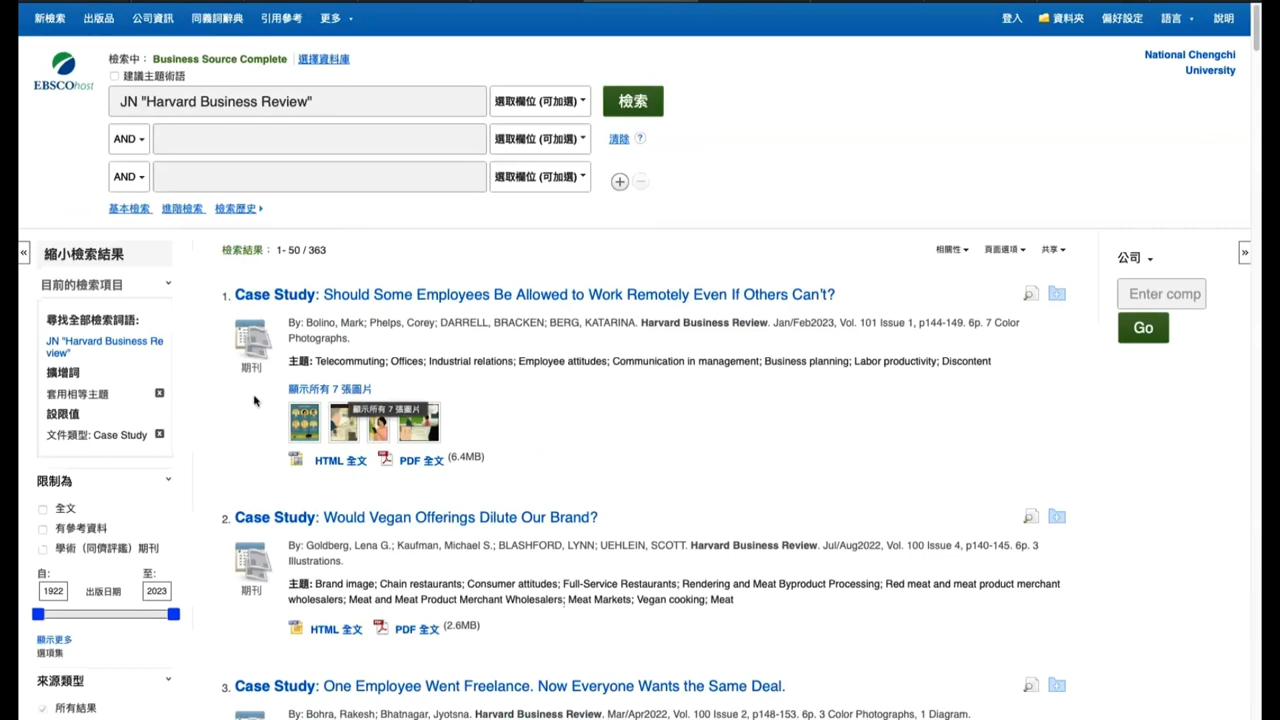 新檢索 出版品 公司資訊 同義詞辭典 引用參考 更多 登入 資料夾 偏好設定 語言 說明
EBSCOhost
檢索中： Business Source Complete 選擇資料庫
建議主題術語
National Chengchi
University
JN "Harvard Business Review" 選取欄位 (可加選) 檢索
AND 選取欄位 (可加選) 清除 ?
AND 選取欄位 (可加選)
基本檢索 進階檢索 檢索歷史
« 縮小檢索結果
目前的檢索項目
尋找全部檢索詞語:
JN "Harvard Business Re
view"
擴增詞
套用相等主題
設限值
文件類型: Case Study
限制為
全文
有參考資料
學術（同儕評鑑）期刊
自: 至:
1922 出版日期 2023
顯示更多
選項集
來源類型
所有結果
檢索結果： 1- 50 / 363 相關性 頁面選項 共享
1. Case Study: Should Some Employees Be Allowed to Work Remotely Even If Others Can't?
By: Bolino, Mark; Phelps, Corey; DARRELL, BRACKEN; BERG, KATARINA. Harvard Business Review. Jan/Feb2023, Vol. 101 Issue 1, p144-149. 6p. 7 Color
Photographs.
期刊
主題: Telecommuting; Offices; Industrial relations; Employee attitudes; Communication in management; Business planning; Labor productivity; Discontent
顯示所有 7 張圖片
顯示所有 7 張圖片
HTML 全文 PDF 全文 (6.4MB)
2. Case Study: Would Vegan Offerings Dilute Our Brand?
By: Goldberg, Lena G.; Kaufman, Michael S.; BLASHFORD, LYNN; UEHLEIN, SCOTT. Harvard Business Review. Jul/Aug2022, Vol. 100 Issue 4, p140-145. 6p. 3
Illustrations.
期刊
主題: Brand image; Chain restaurants; Consumer attitudes; Full-Service Restaurants; Rendering and Meat Byproduct Processing; Red meat and meat product merchant
wholesalers; Meat and Meat Product Merchant Wholesalers; Meat Markets; Vegan cooking; Meat
HTML 全文 PDF 全文 (2.6MB)
3. Case Study: One Employee Went Freelance. Now Everyone Wants the Same Deal.
By: Bohra, Rakesh; Bhatnagar, Jyotsna. Harvard Business Review. Mar/Apr2022, Vol. 100 Issue 2, p148-153. 6p. 3 Color Photographs, 1 Diagram.
公司 »
Enter comp
Go